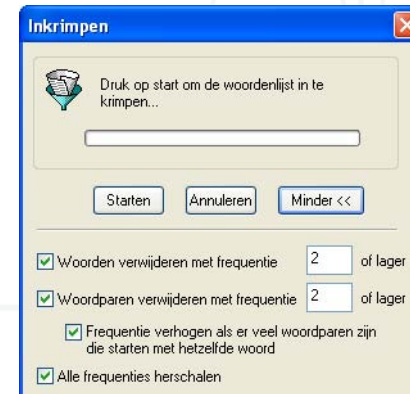 Inkrimpen
Druk op start om de woordenlijst in te
krimpen...
Starten Annuleren Minder <<
Woorden verwijderen met frequentie 2 of lager
Woordparen verwijderen met frequentie 2 of lager
Frequentie verhogen als er veel woordparen zijn
die starten met hetzelfde woord
Alle frequenties herschalen